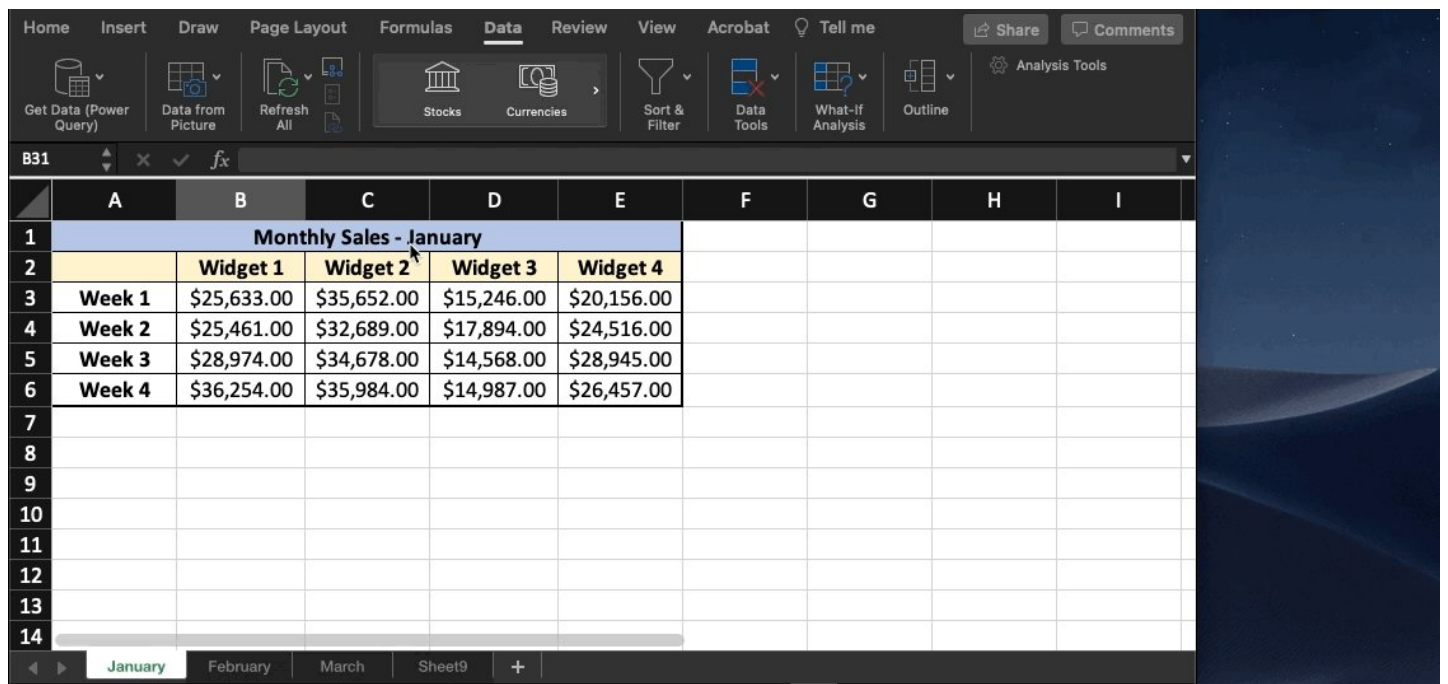 Home Insert Draw Page Layout Formulas Data Review View Acrobat Tell me Share Comments
Get Data (Power Query) Data from Picture Refresh All Stocks Currencies Sort & Filter Data Tools What-If Analysis Outline Analysis Tools
B31 fx
A B C D E F G H I
1 Monthly Sales - January
2 Widget 1 Widget 2 Widget 3 Widget 4
3 Week 1 $25,633.00 $35,652.00 $15,246.00 $20,156.00
4 Week 2 $25,461.00 $32,689.00 $17,894.00 $24,516.00
5 Week 3 $28,974.00 $34,678.00 $14,568.00 $28,945.00
6 Week 4 $36,254.00 $35,984.00 $14,987.00 $26,457.00
7
8
9
10
11
12
13
14
January February March Sheet9 +